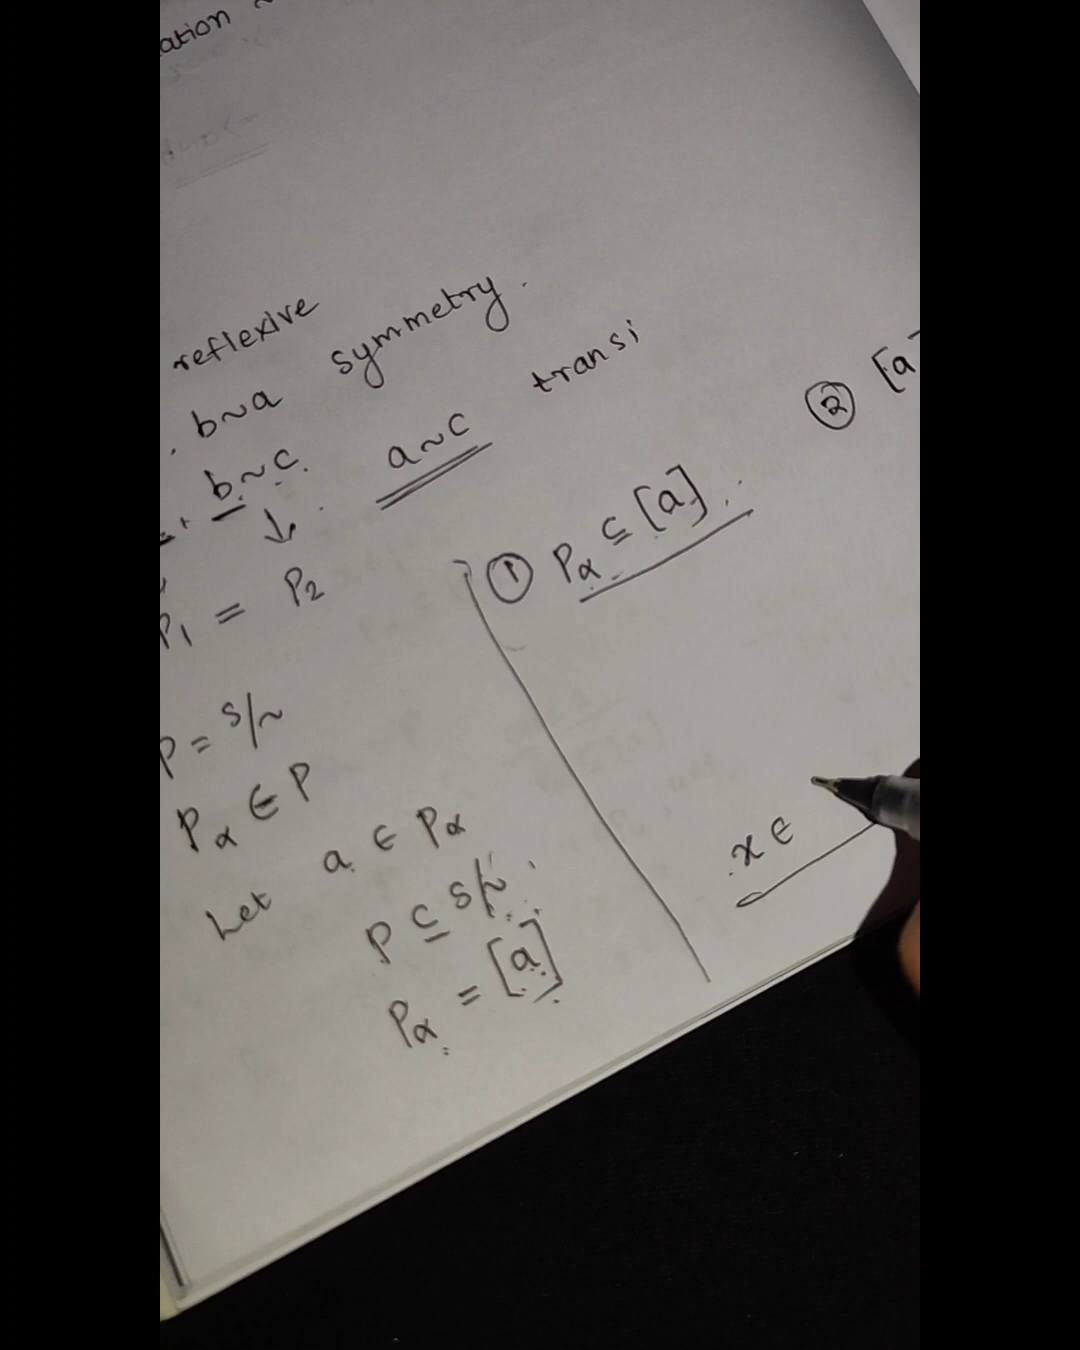 ation ~
reflexive
b~a symmetry.
b~c. a~c transi
↓
P₁ = P₂
P = S/~
Pα ∈ P
Let a ∈ Pα
P ⊆ S/~
Pα = [a]
① Pα ⊆ [a]
② [a
x ∈